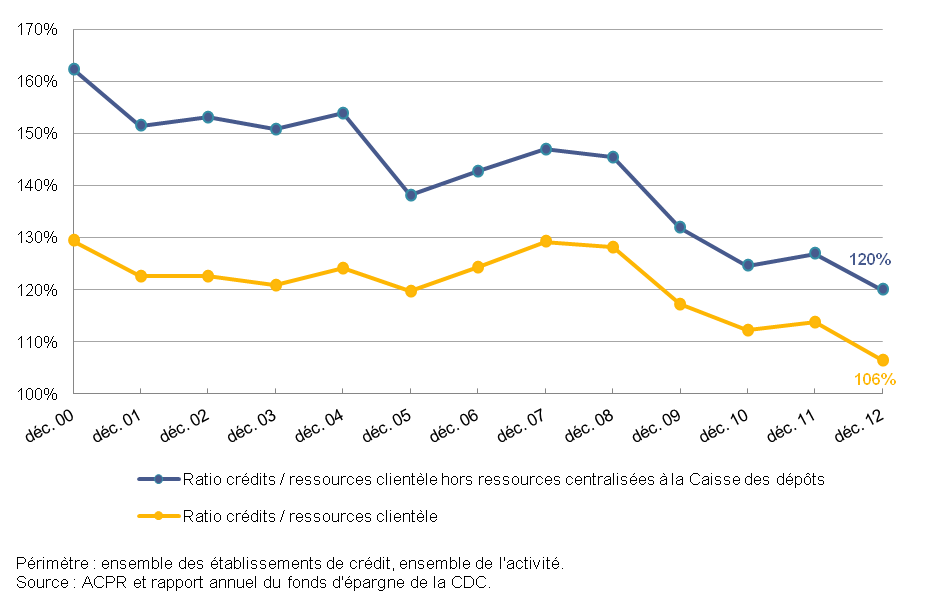 170%
160%
150%
140%
130%
120%
110%
100%
120%
106%
déc. 00
déc. 01
déc. 02
déc. 03
déc. 04
déc. 05
déc. 06
déc. 07
déc. 08
déc. 09
déc. 10
déc. 11
déc. 12
Ratio crédits / ressources clientèle hors ressources centralisées à la Caisse des dépôts
Ratio crédits / ressources clientèle
Périmètre : ensemble des établissements de crédit, ensemble de l'activité.
Source : ACPR et rapport annuel du fonds d'épargne de la CDC.